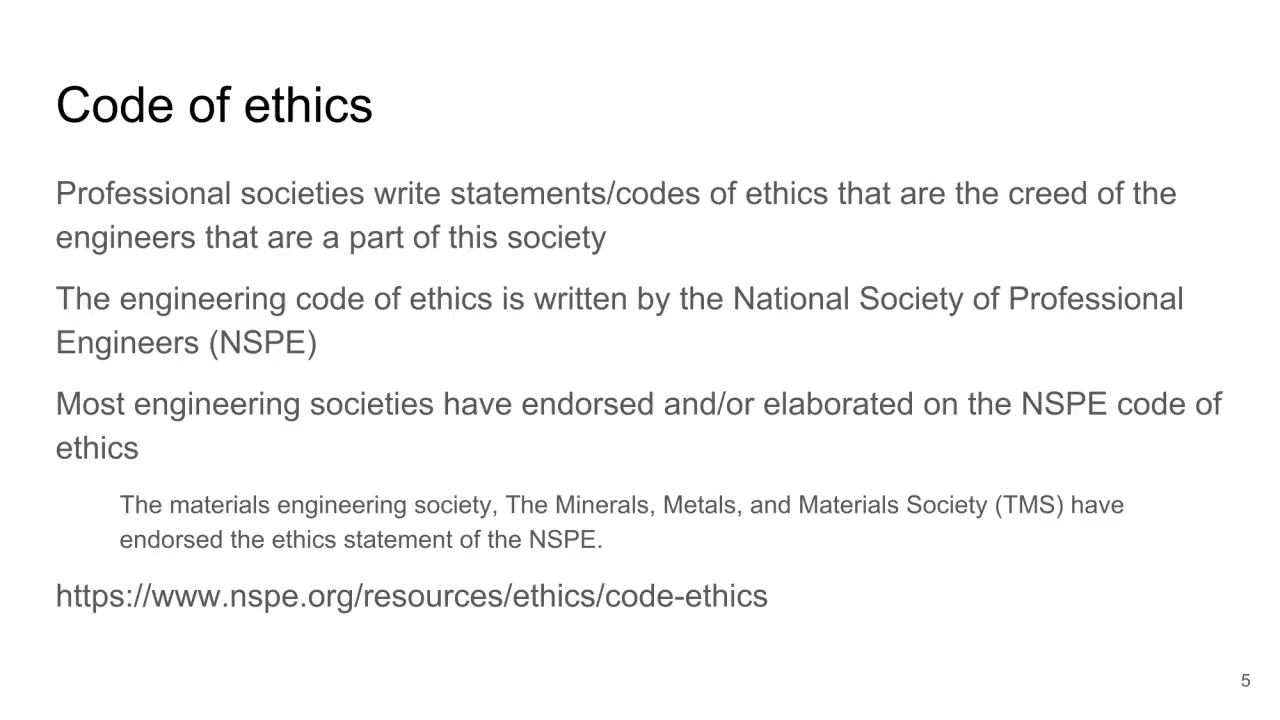 Code of ethics
Professional societies write statements/codes of ethics that are the creed of the
engineers that are a part of this society
The engineering code of ethics is written by the National Society of Professional
Engineers (NSPE)
Most engineering societies have endorsed and/or elaborated on the NSPE code of
ethics
The materials engineering society, The Minerals, Metals, and Materials Society (TMS) have
endorsed the ethics statement of the NSPE.
https://www.nspe.org/resources/ethics/code-ethics
5